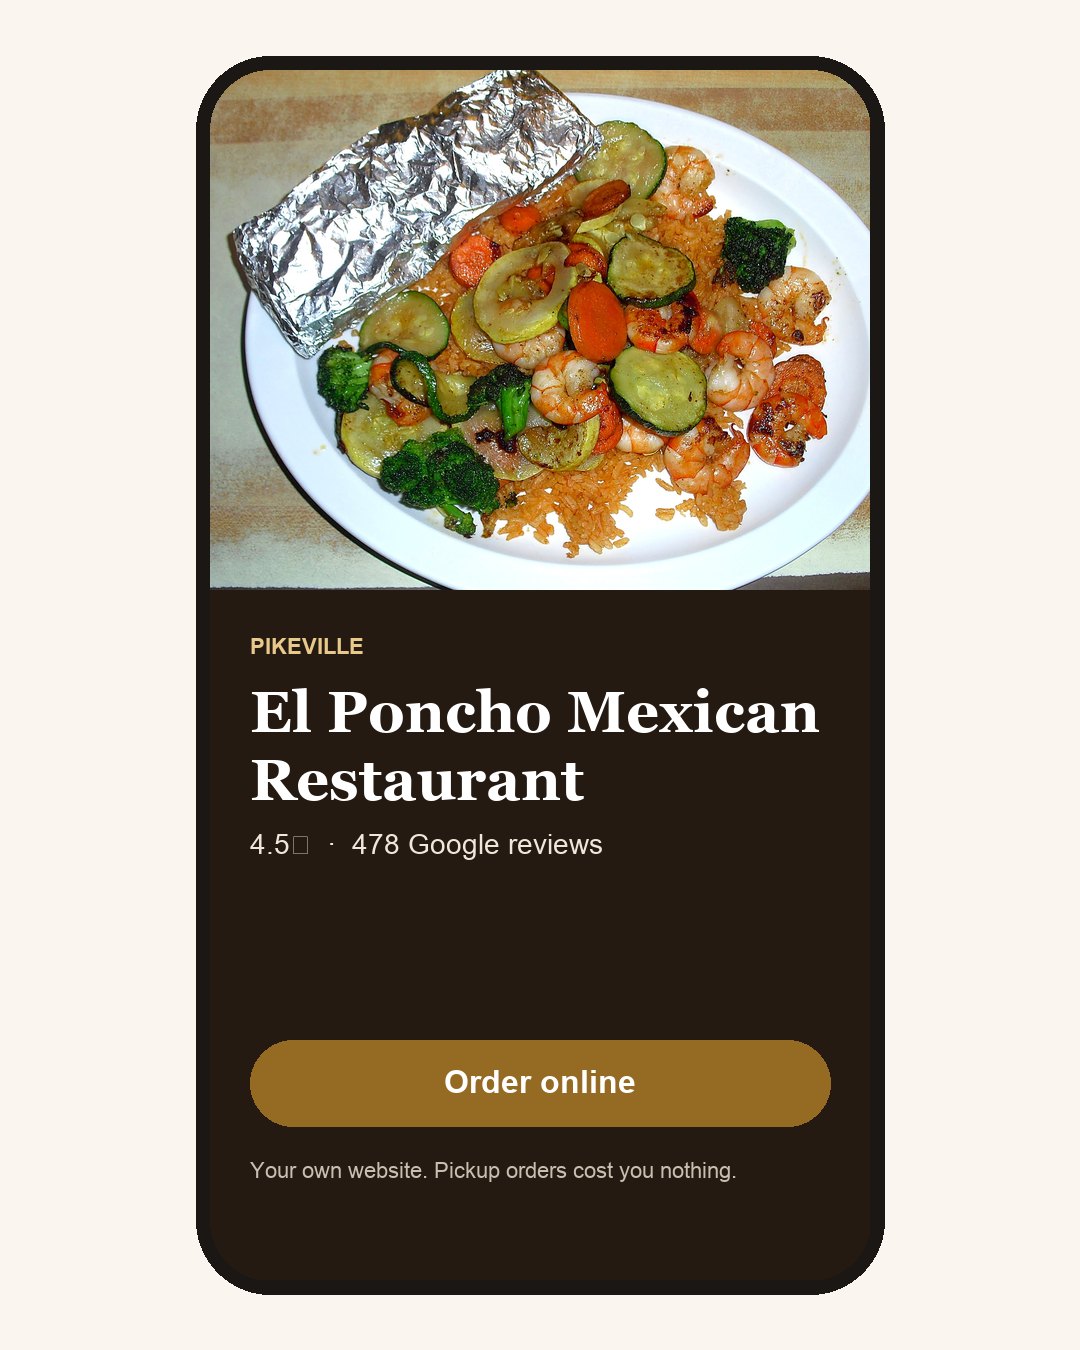 PIKEVILLE
El Poncho Mexican
Restaurant
4.5□ · 478 Google reviews
Order online
Your own website. Pickup orders cost you nothing.